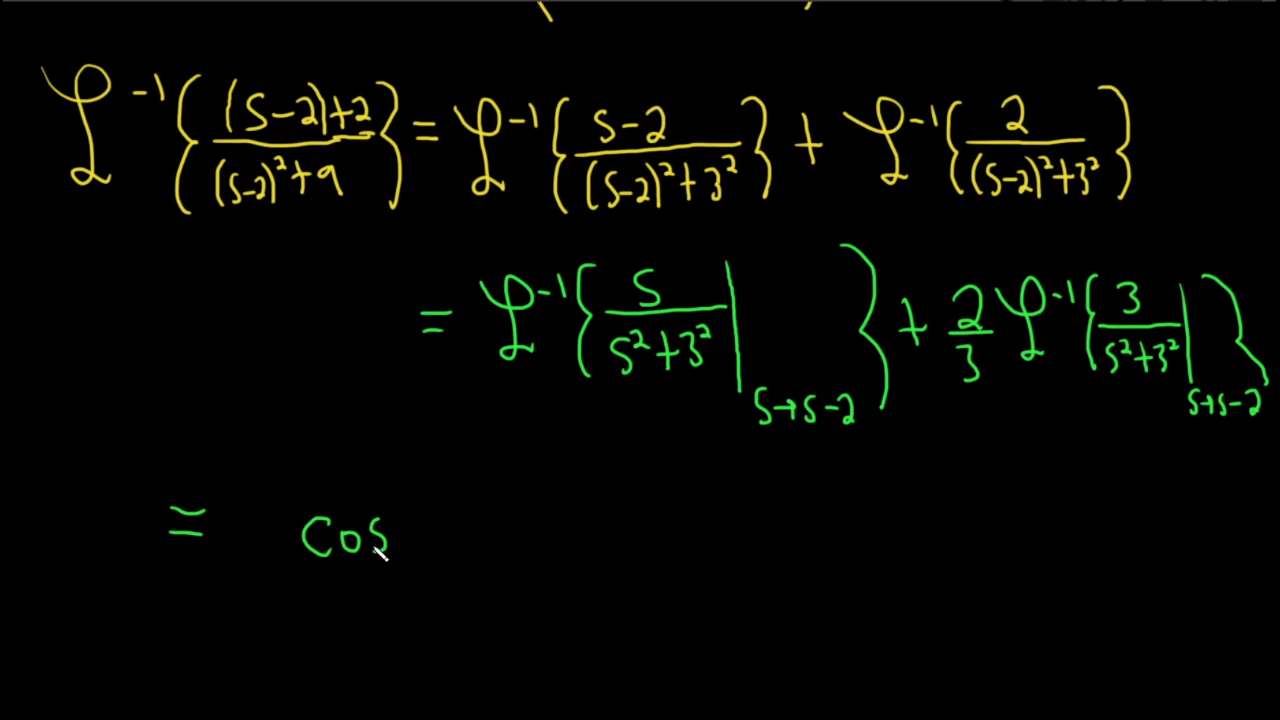 ℒ⁻¹{((s-2)+2)/((s-2)²+9)} = ℒ⁻¹{(s-2)/((s-2)²+3²)} + ℒ⁻¹{2/((s-2)²+3²)}
= ℒ⁻¹{s/(s²+3²)|s→s-2} + 2/3 ℒ⁻¹{3/(s²+3²)|s→s-2}
= cos